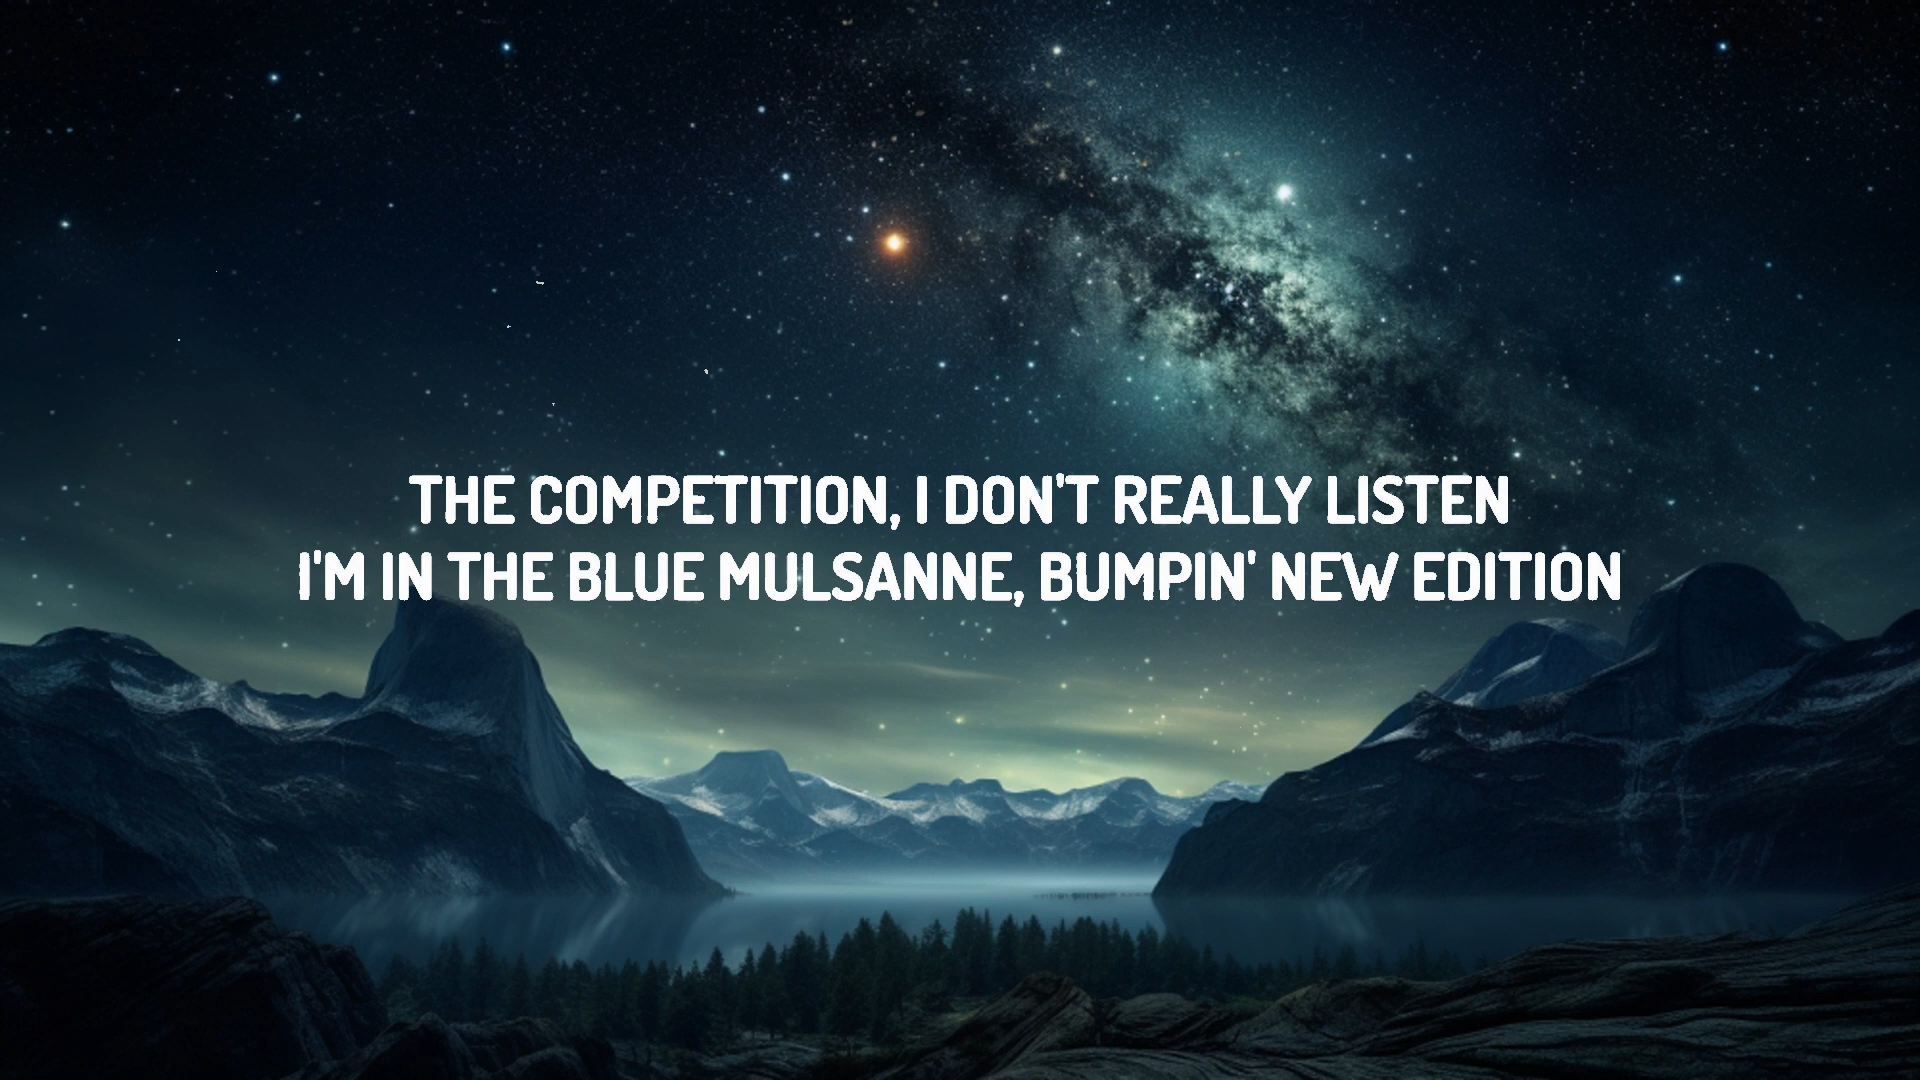 THE COMPETITION, I DON'T REALLY LISTEN
I'M IN THE BLUE MULSANNE, BUMPIN' NEW EDITION